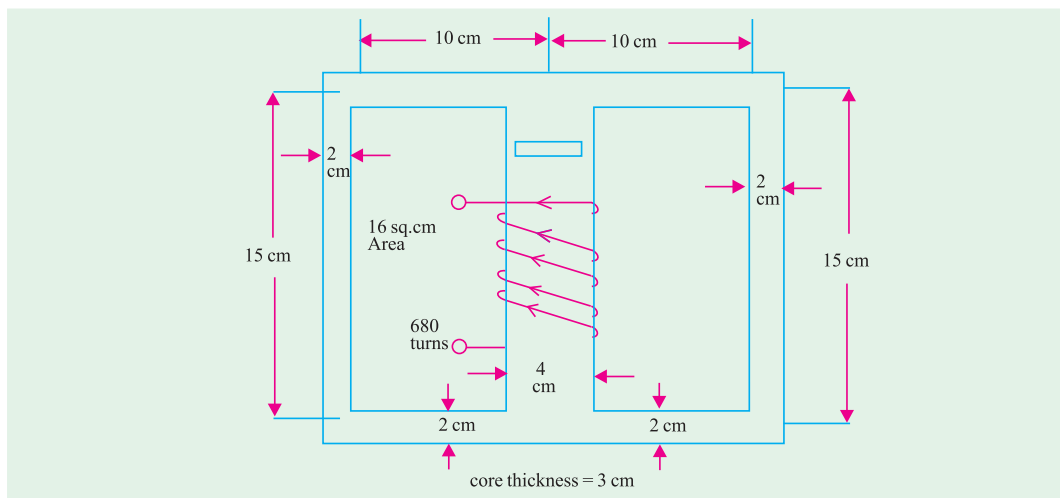 10 cm
10 cm
2
cm
2
cm
16 sq.cm
Area
15 cm
15 cm
680
turns
4
cm
2 cm
2 cm
core thickness = 3 cm